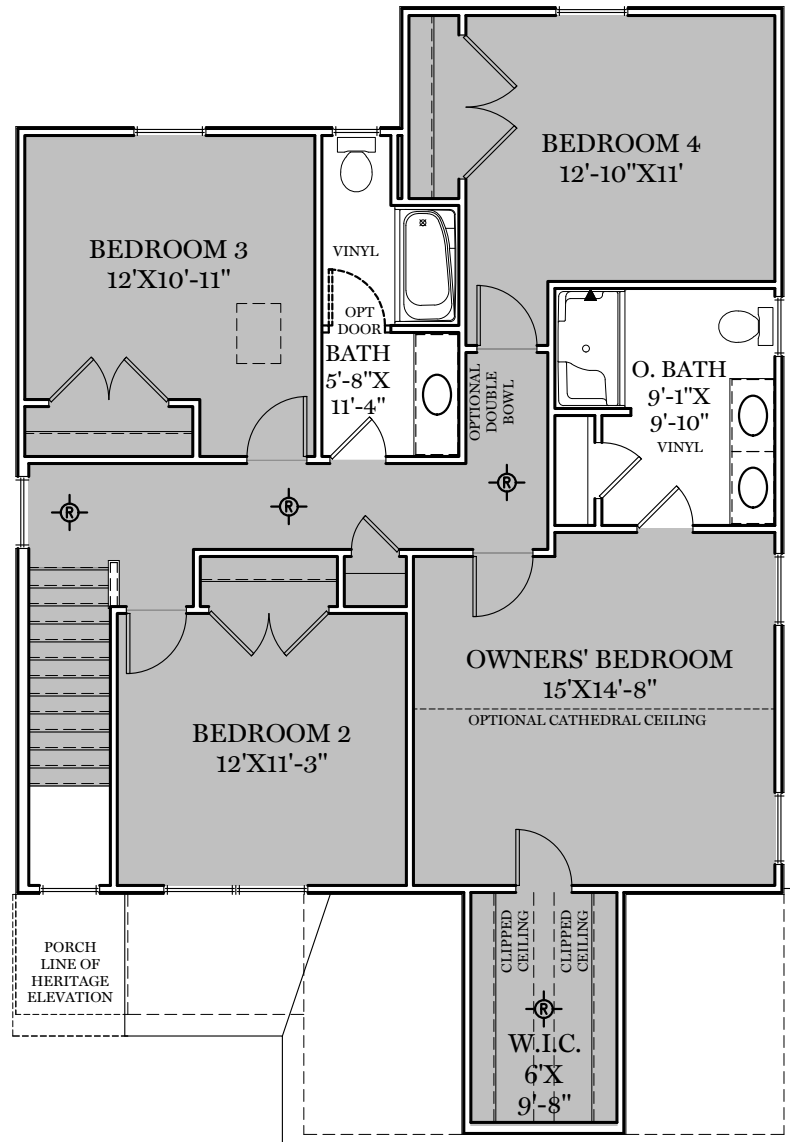 BEDROOM 4
12'-10"X11'
BEDROOM 3
12'X10'-11"
VINYL
OPT
DOOR
BATH
5'-8"X
11'-4"
OPTIONAL
DOUBLE
BOWL
O. BATH
9'-1"X
9'-10"
VINYL
R
R
R
OWNERS' BEDROOM
15'X14'-8"
OPTIONAL CATHEDRAL CEILING
BEDROOM 2
12'X11'-3"
PORCH
LINE OF
HERITAGE
ELEVATION
CLIPPED
CEILING
CLIPPED
CEILING
R
W.I.C.
6'X
9'-8"